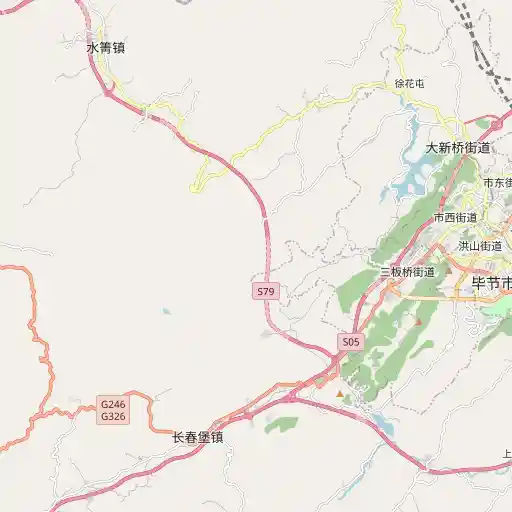 水箐镇
徐花屯
大新桥街道
市东街
市西街道
洪山街道
三板桥街道
毕节市
S79
S05
G246
G326
长春堡镇
上